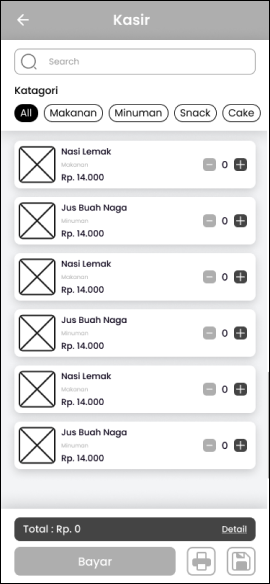 Kasir
Search
Katagori
All Makanan Minuman Snack Cake
Nasi Lemak
Makanan
Rp. 14.000
0
Jus Buah Naga
Minuman
Rp. 14.000
0
Nasi Lemak
Makanan
Rp. 14.000
0
Jus Buah Naga
Minuman
Rp. 14.000
0
Nasi Lemak
Makanan
Rp. 14.000
0
Jus Buah Naga
Minuman
Rp. 14.000
0
Total : Rp. 0 Detail
Bayar